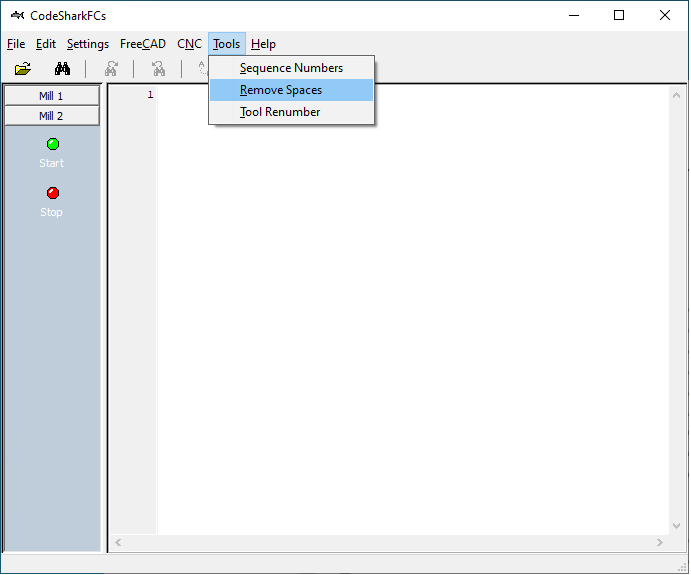 CodeSharkFCs
File Edit Settings FreeCAD CNC Tools Help
Sequence Numbers
Remove Spaces
Tool Renumber
Mill 1
Mill 2
Start
Stop
1